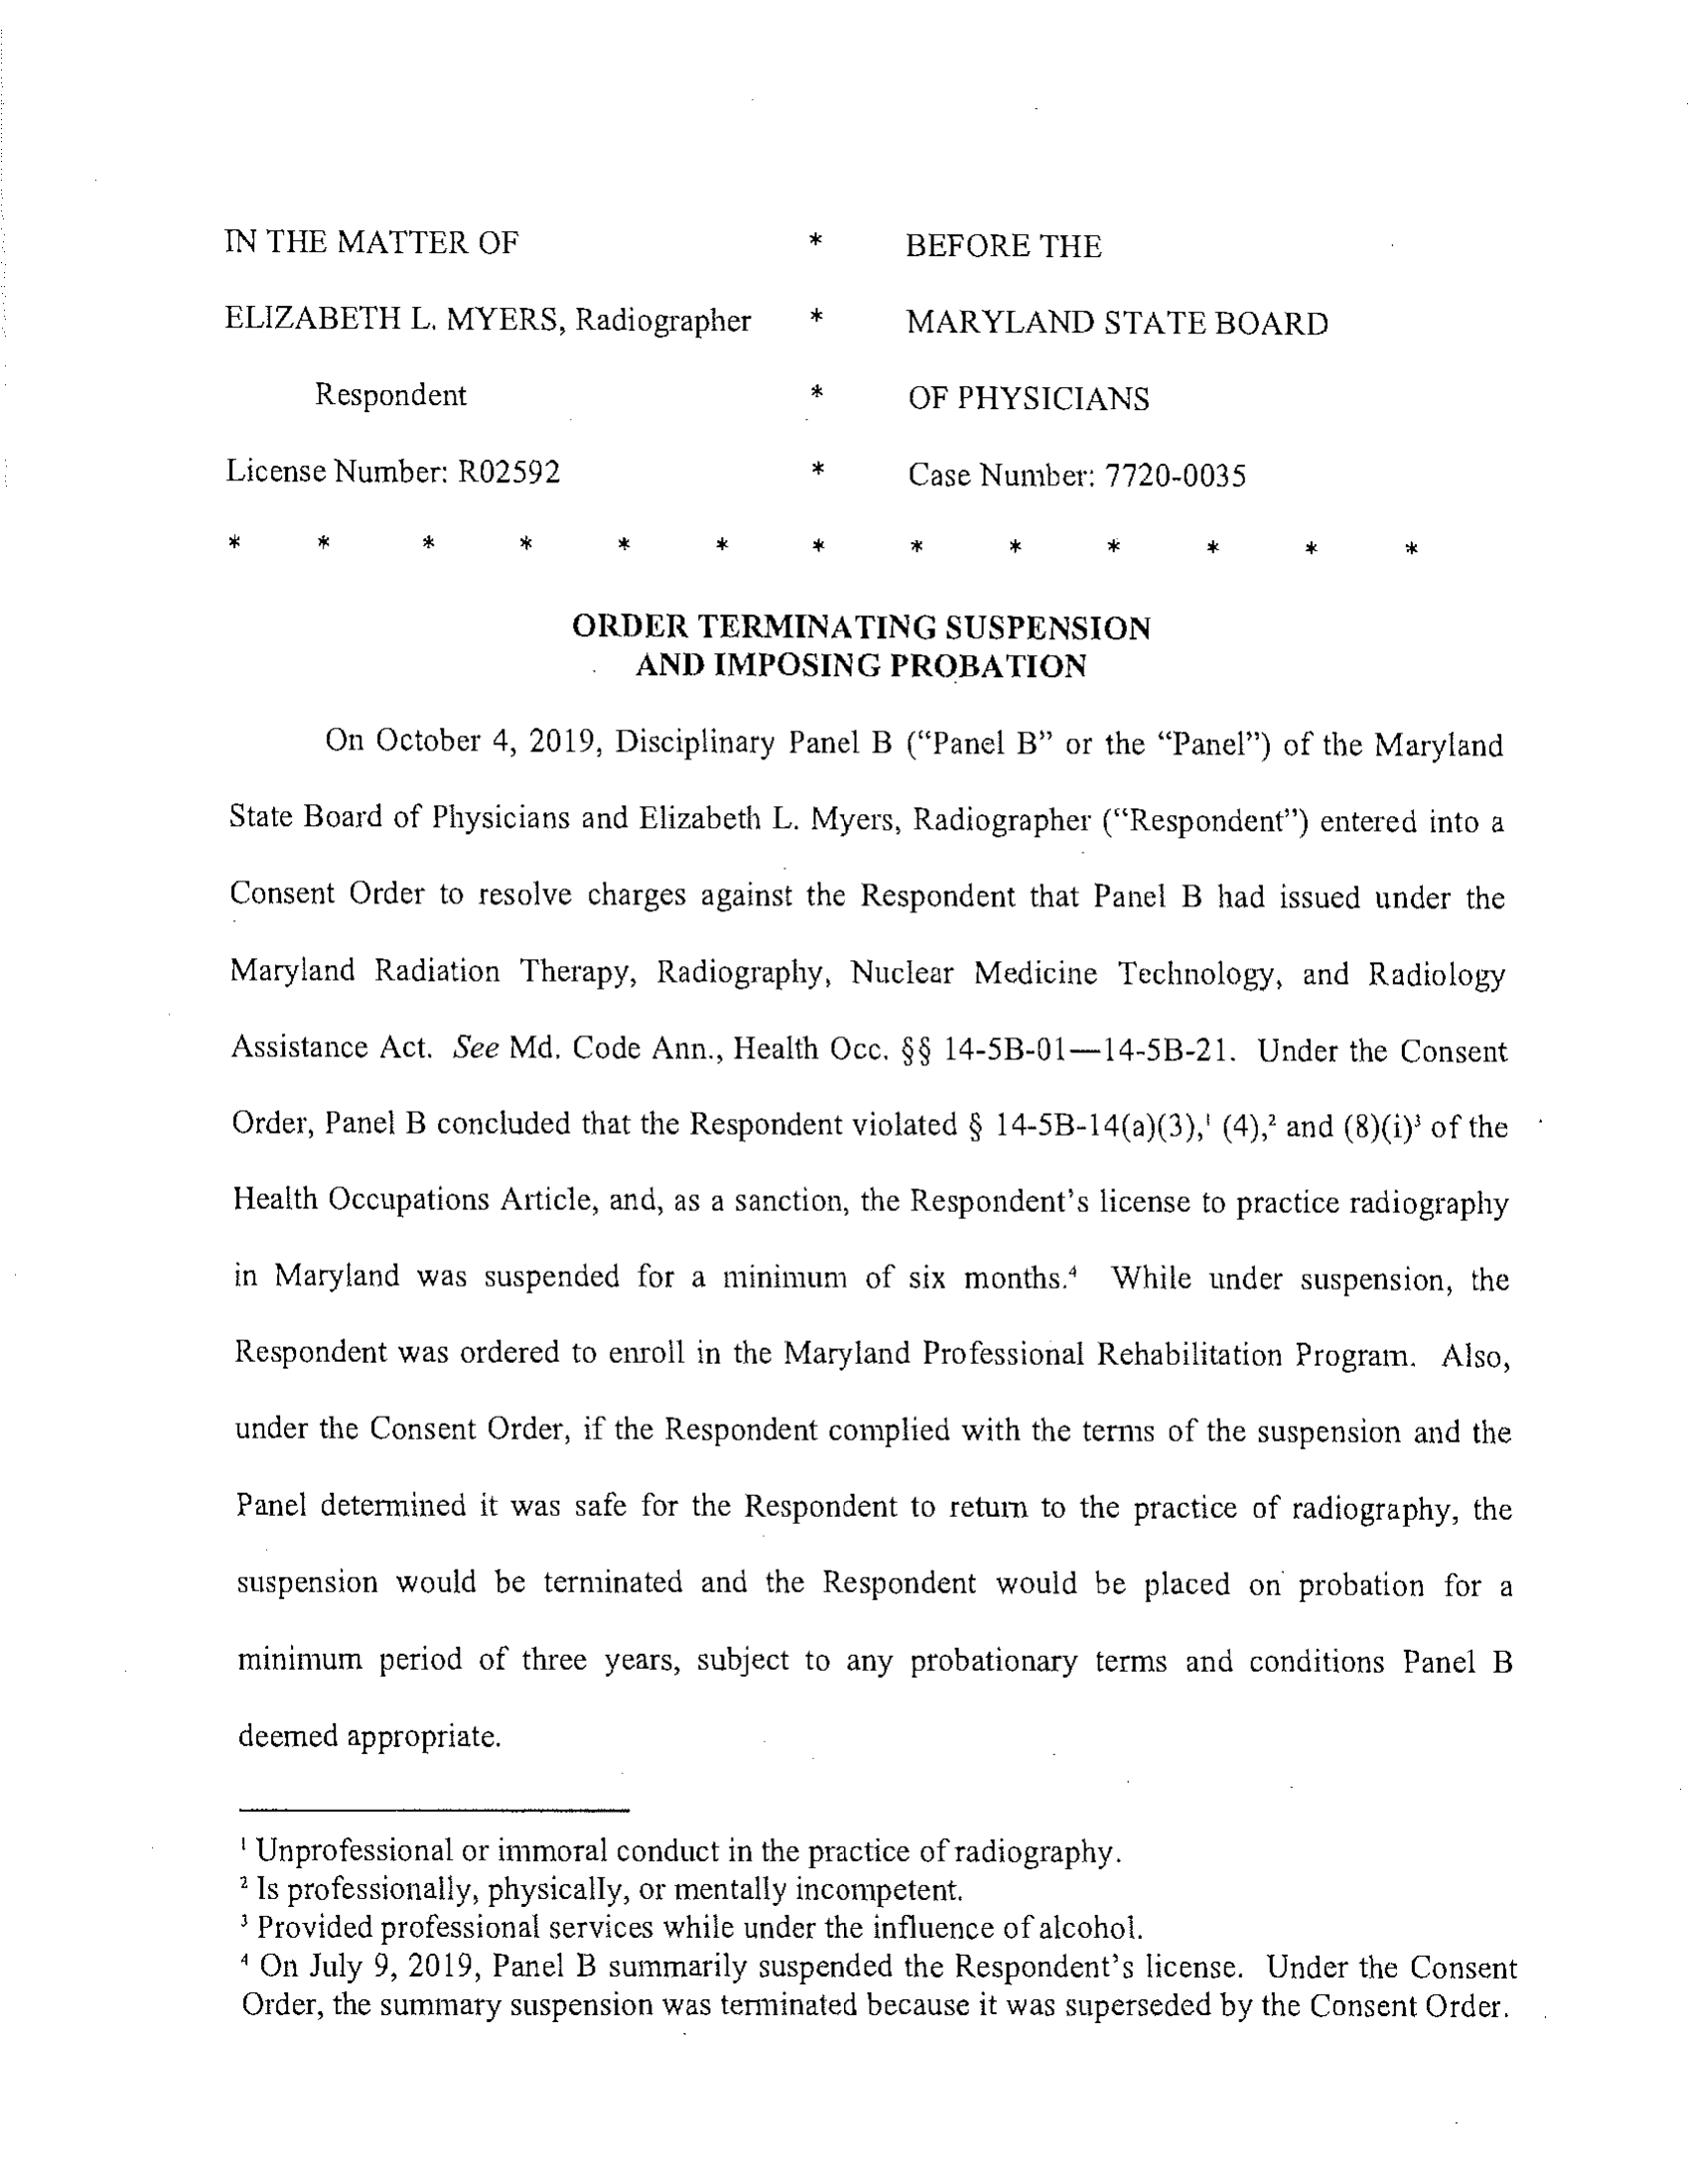 IN THE MATTER OF * BEFORE THE
ELIZABETH L. MYERS, Radiographer * MARYLAND STATE BOARD
Respondent * OF PHYSICIANS
License Number: R02592 * Case Number: 7720-0035
* * * * * * * * * * * * *
ORDER TERMINATING SUSPENSION
AND IMPOSING PROBATION
On October 4, 2019, Disciplinary Panel B (“Panel B” or the “Panel”) of the Maryland
State Board of Physicians and Elizabeth L. Myers, Radiographer (“Respondent”) entered into a
Consent Order to resolve charges against the Respondent that Panel B had issued under the
Maryland Radiation Therapy, Radiography, Nuclear Medicine Technology, and Radiology
Assistance Act. See Md. Code Ann., Health Occ. §§ 14-5B-01—14-5B-21. Under the Consent
Order, Panel B concluded that the Respondent violated § 14-5B-14(a)(3),¹ (4),² and (8)(i)³ of the
Health Occupations Article, and, as a sanction, the Respondent’s license to practice radiography
in Maryland was suspended for a minimum of six months.⁴ While under suspension, the
Respondent was ordered to enroll in the Maryland Professional Rehabilitation Program. Also,
under the Consent Order, if the Respondent complied with the terms of the suspension and the
Panel determined it was safe for the Respondent to return to the practice of radiography, the
suspension would be terminated and the Respondent would be placed on probation for a
minimum period of three years, subject to any probationary terms and conditions Panel B
deemed appropriate.
¹ Unprofessional or immoral conduct in the practice of radiography.
² Is professionally, physically, or mentally incompetent.
³ Provided professional services while under the influence of alcohol.
⁴ On July 9, 2019, Panel B summarily suspended the Respondent’s license. Under the Consent
Order, the summary suspension was terminated because it was superseded by the Consent Order.